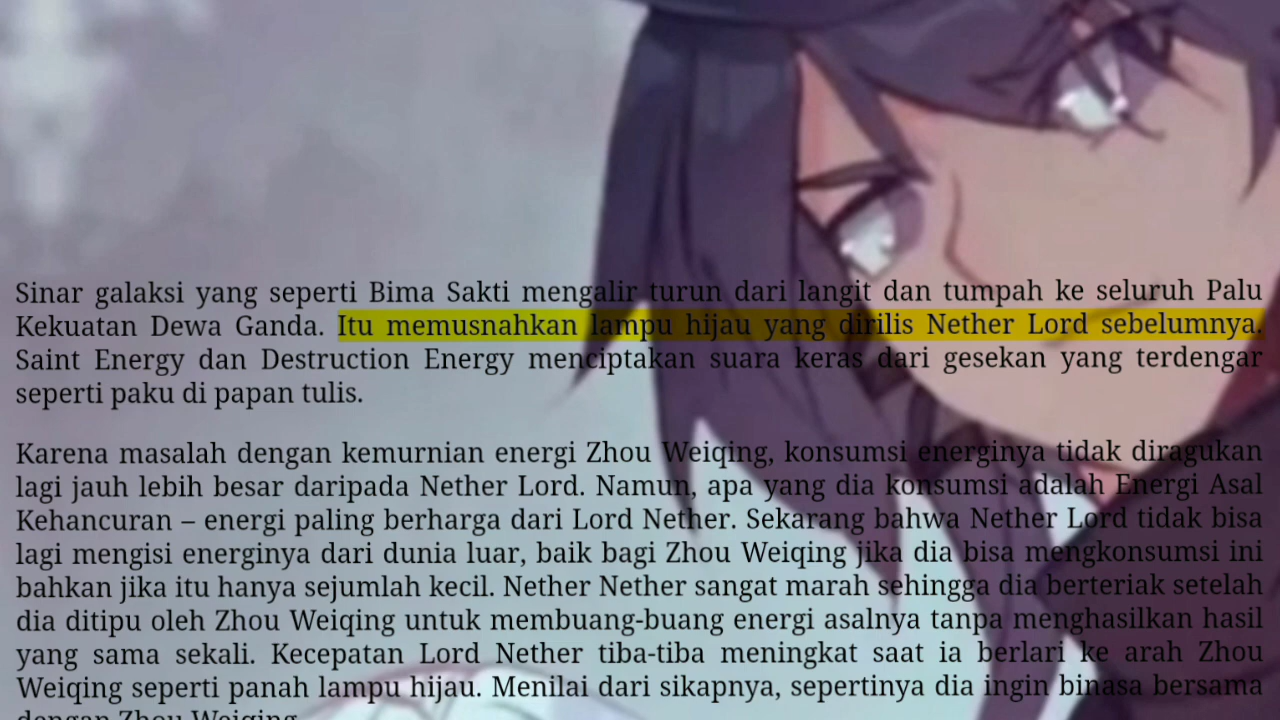 Sinar galaksi yang seperti Bima Sakti mengalir turun dari langit dan tumpah ke seluruh Palu
Kekuatan Dewa Ganda. Itu memusnahkan lampu hijau yang dirilis Nether Lord sebelumnya.
Saint Energy dan Destruction Energy menciptakan suara keras dari gesekan yang terdengar
seperti paku di papan tulis.
Karena masalah dengan kemurnian energi Zhou Weiqing, konsumsi energinya tidak diragukan
lagi jauh lebih besar daripada Nether Lord. Namun, apa yang dia konsumsi adalah Energi Asal
Kehancuran – energi paling berharga dari Lord Nether. Sekarang bahwa Nether Lord tidak bisa
lagi mengisi energinya dari dunia luar, baik bagi Zhou Weiqing jika dia bisa mengkonsumsi ini
bahkan jika itu hanya sejumlah kecil. Nether Nether sangat marah sehingga dia berteriak setelah
dia ditipu oleh Zhou Weiqing untuk membuang-buang energi asalnya tanpa menghasilkan hasil
yang sama sekali. Kecepatan Lord Nether tiba-tiba meningkat saat ia berlari ke arah Zhou
Weiqing seperti panah lampu hijau. Menilai dari sikapnya, sepertinya dia ingin binasa bersama
dengan Zhou Weiqing.